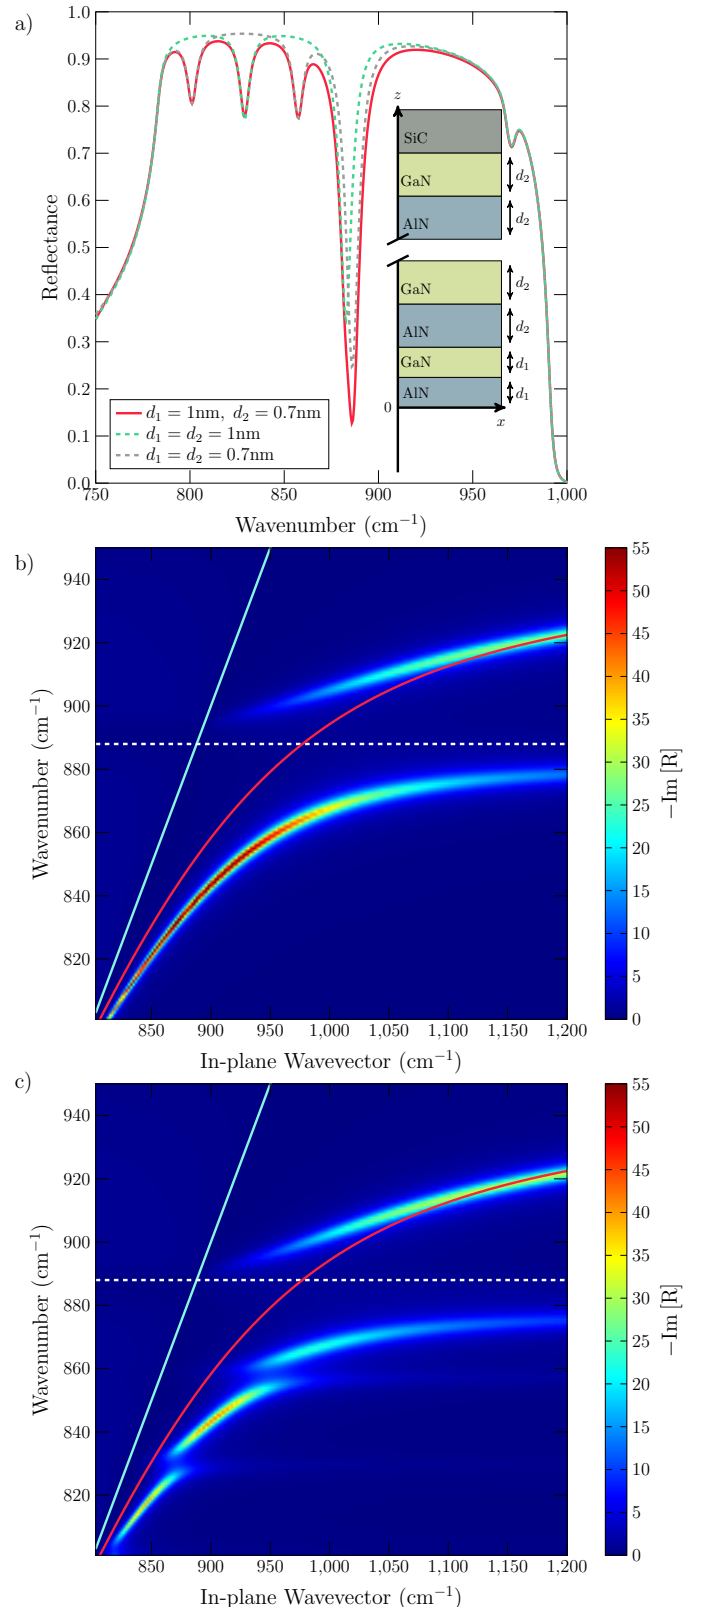 a)
1.0
0.9
0.8
0.7
0.6
0.5
0.4
0.3
0.2
0.1
0.0
Reflectance
750
800
850
900
950
1,000
Wavenumber (cm⁻¹)
d₁ = 1nm, d₂ = 0.7nm
d₁ = d₂ = 1nm
d₁ = d₂ = 0.7nm
z
SiC
GaN
d₂
AlN
d₂
GaN
d₂
AlN
d₂
GaN
d₁
AlN
d₁
0
x
b)
940
920
900
880
860
840
820
Wavenumber (cm⁻¹)
850
900
950
1,000
1,050
1,100
1,150
1,200
In-plane Wavevector (cm⁻¹)
55
50
45
40
35
30
25
20
15
10
5
0
−Im [R]
c)
940
920
900
880
860
840
820
Wavenumber (cm⁻¹)
850
900
950
1,000
1,050
1,100
1,150
1,200
In-plane Wavevector (cm⁻¹)
55
50
45
40
35
30
25
20
15
10
5
0
−Im [R]